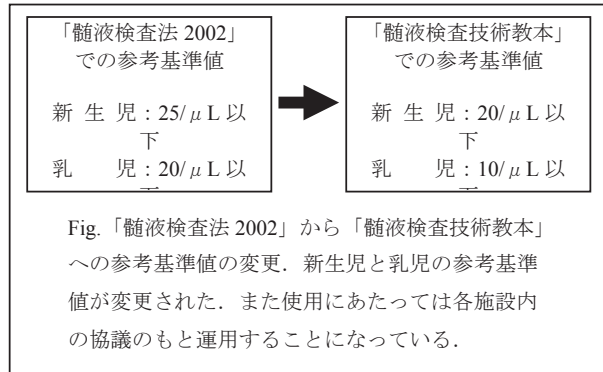 「髄液検査法 2002」
での参考基準値
新 生 児：25/μL 以
下
乳　　児：20/μL 以
「髄液検査技術教本」
での参考基準値
新 生 児：20/μL 以
下
乳　　児：10/μL 以
Fig.「髄液検査法 2002」から「髄液検査技術教本」
への参考基準値の変更．新生児と乳児の参考基準
値が変更された．また使用にあたっては各施設内
の協議のもと運用することになっている．